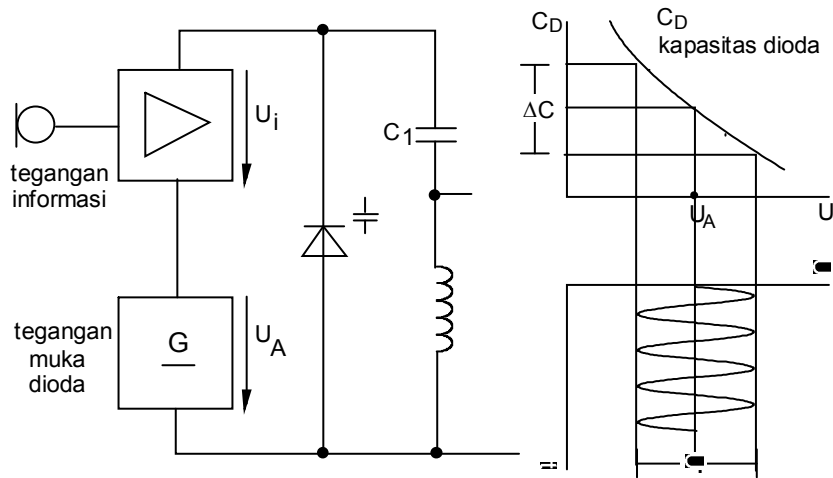 tegangan
informasi
U_i
tegangan
muka
dioda
G
U_A
C_1
C_D
C_D
kapasitas dioda
ΔC
U_A
U